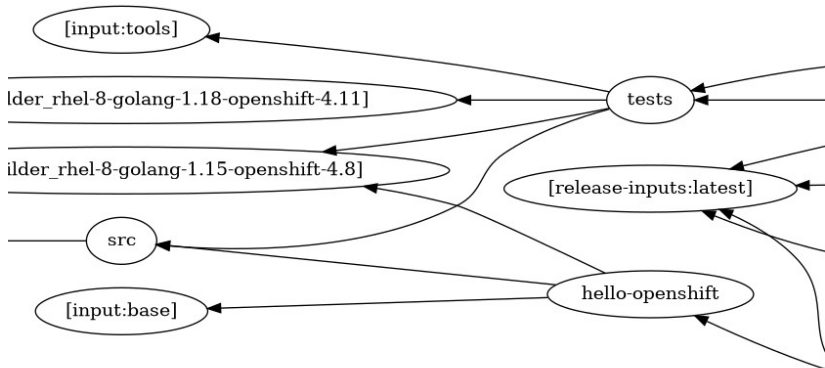 [input:tools]
lder_rhel-8-golang-1.18-openshift-4.11]
tests
ilder_rhel-8-golang-1.15-openshift-4.8]
[release-inputs:latest]
src
hello-openshift
[input:base]